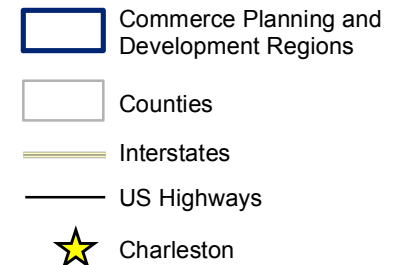 Commerce Planning and
Development Regions
Counties
Interstates
US Highways
Charleston